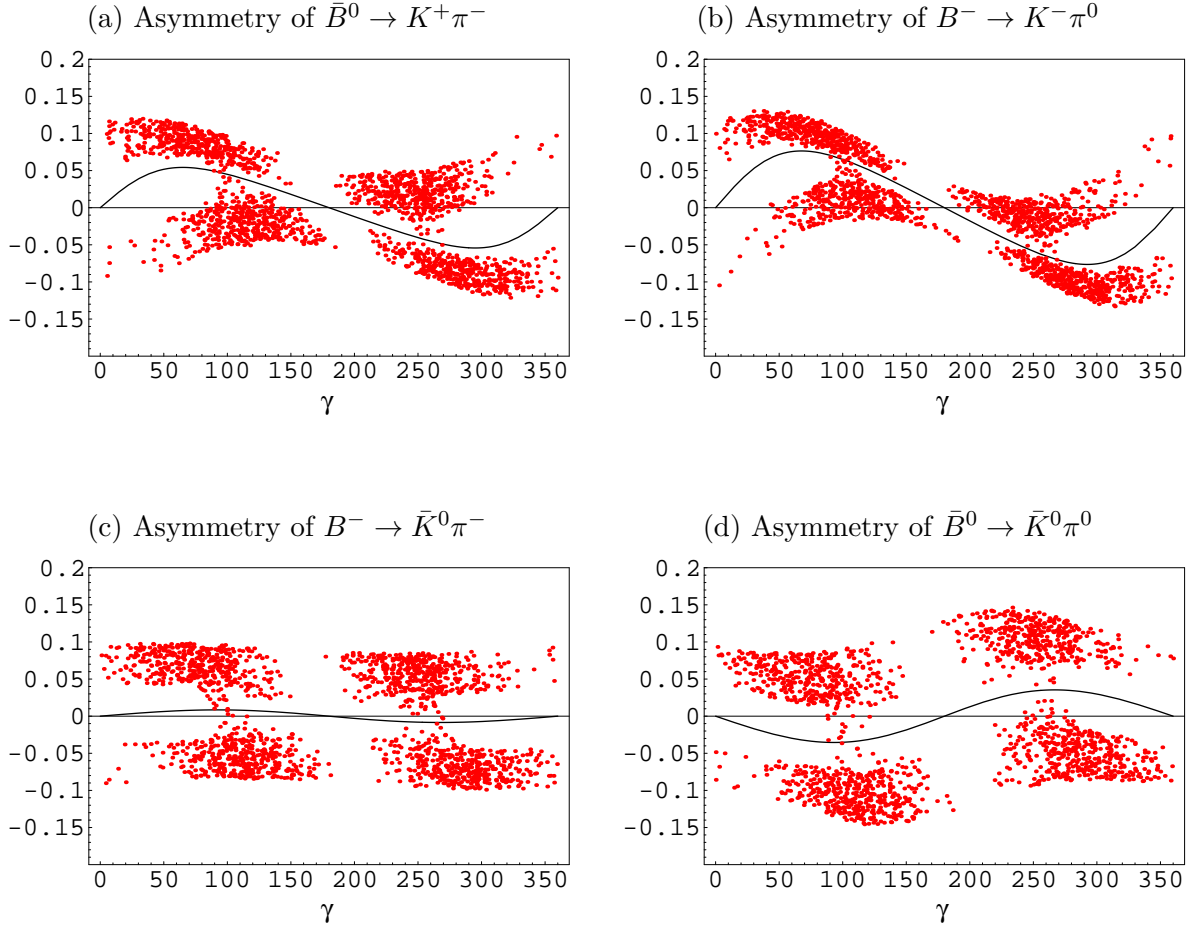 (a) Asymmetry of B̄⁰ → K⁺π⁻
0.2
0.15
0.1
0.05
0
-0.05
-0.1
-0.15
0 50 100 150 200 250 300 350
γ
(b) Asymmetry of B⁻ → K⁻π⁰
0.2
0.15
0.1
0.05
0
-0.05
-0.1
-0.15
0 50 100 150 200 250 300 350
γ
(c) Asymmetry of B⁻ → K̄⁰π⁻
0.2
0.15
0.1
0.05
0
-0.05
-0.1
-0.15
0 50 100 150 200 250 300 350
γ
(d) Asymmetry of B̄⁰ → K̄⁰π⁰
0.2
0.15
0.1
0.05
0
-0.05
-0.1
-0.15
0 50 100 150 200 250 300 350
γ